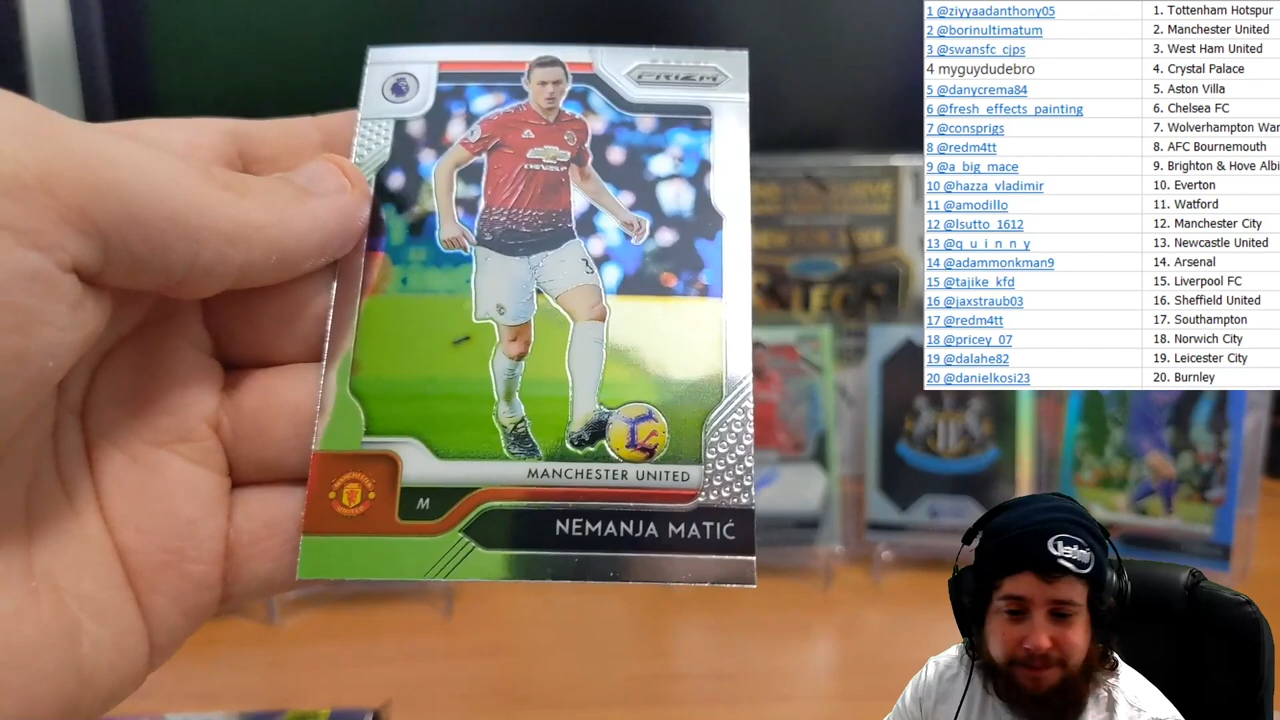 PRIZM
CHEVROLET
MANCHESTER UNITED
M
NEMANJA MATIĆ
1 @ziyyaadanthony05 1. Tottenham Hotspur
2 @borinultimatum 2. Manchester United
3 @swansfc_cjps 3. West Ham United
4 myguydudebro 4. Crystal Palace
5 @danycrema84 5. Aston Villa
6 @fresh_effects_painting 6. Chelsea FC
7 @consprigs 7. Wolverhampton Wan
8 @redm4tt 8. AFC Bournemouth
9 @a_big_mace 9. Brighton & Hove Albi
10 @hazza_vladimir 10. Everton
11 @amodillo 11. Watford
12 @lsutto_1612 12. Manchester City
13 @q_u_i_n_n_y 13. Newcastle United
14 @adammonkman9 14. Arsenal
15 @tajike_kfd 15. Liverpool FC
16 @jaxstraub03 16. Sheffield United
17 @redm4tt 17. Southampton
18 @pricey_07 18. Norwich City
19 @dalahe82 19. Leicester City
20 @danielkosi23 20. Burnley